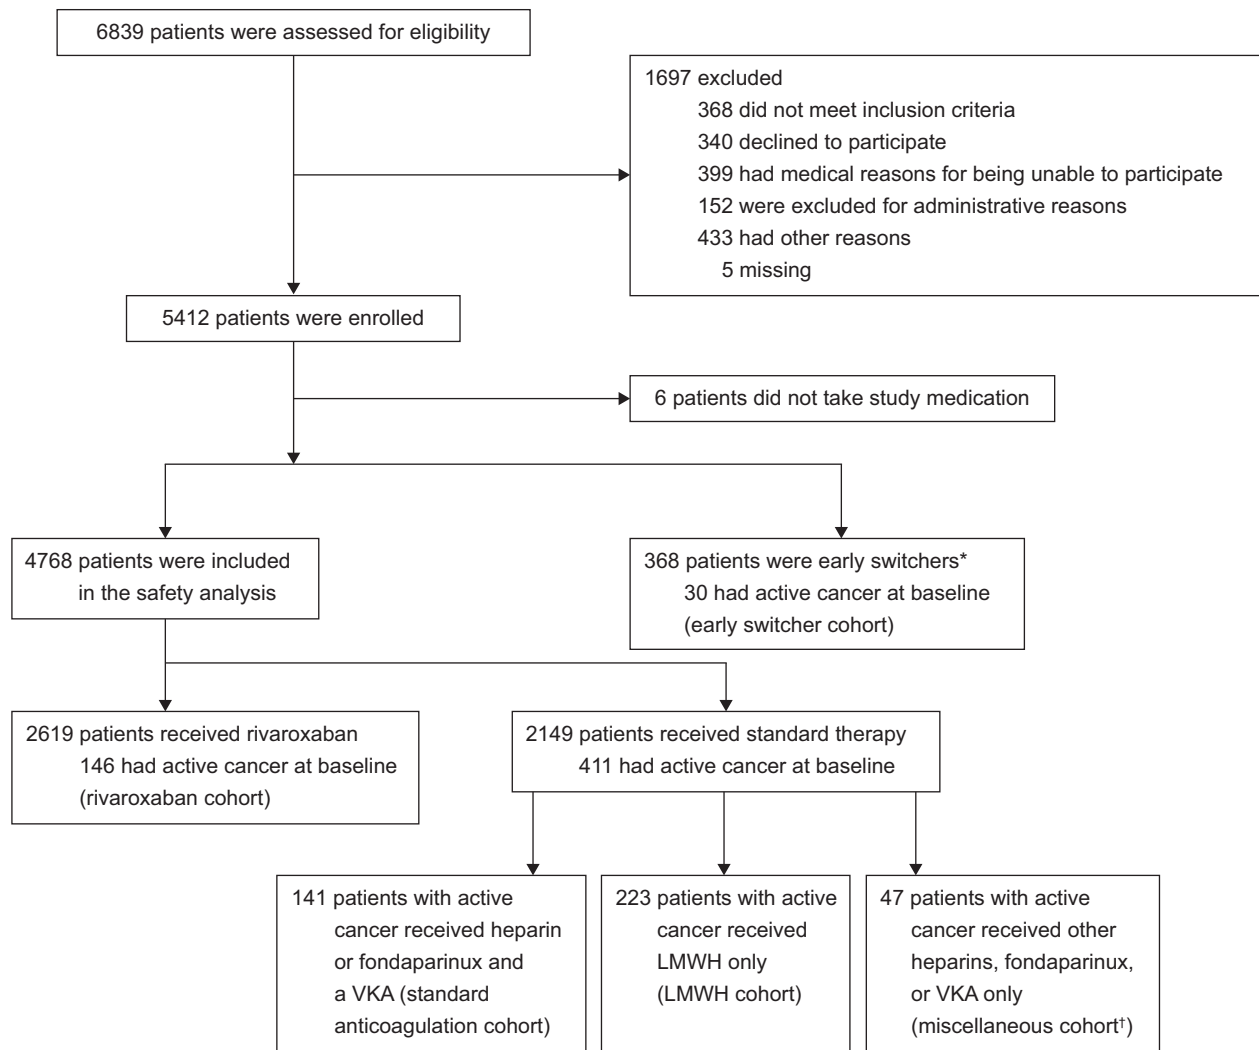 6839 patients were assessed for eligibility
1697 excluded
368 did not meet inclusion criteria
340 declined to participate
399 had medical reasons for being unable to participate
152 were excluded for administrative reasons
433 had other reasons
5 missing
5412 patients were enrolled
6 patients did not take study medication
4768 patients were included
in the safety analysis
368 patients were early switchers*
30 had active cancer at baseline
(early switcher cohort)
2619 patients received rivaroxaban
146 had active cancer at baseline
(rivaroxaban cohort)
2149 patients received standard therapy
411 had active cancer at baseline
141 patients with active
cancer received heparin
or fondaparinux and
a VKA (standard
anticoagulation cohort)
223 patients with active
cancer received
LMWH only
(LMWH cohort)
47 patients with active
cancer received other
heparins, fondaparinux,
or VKA only
(miscellaneous cohort†)